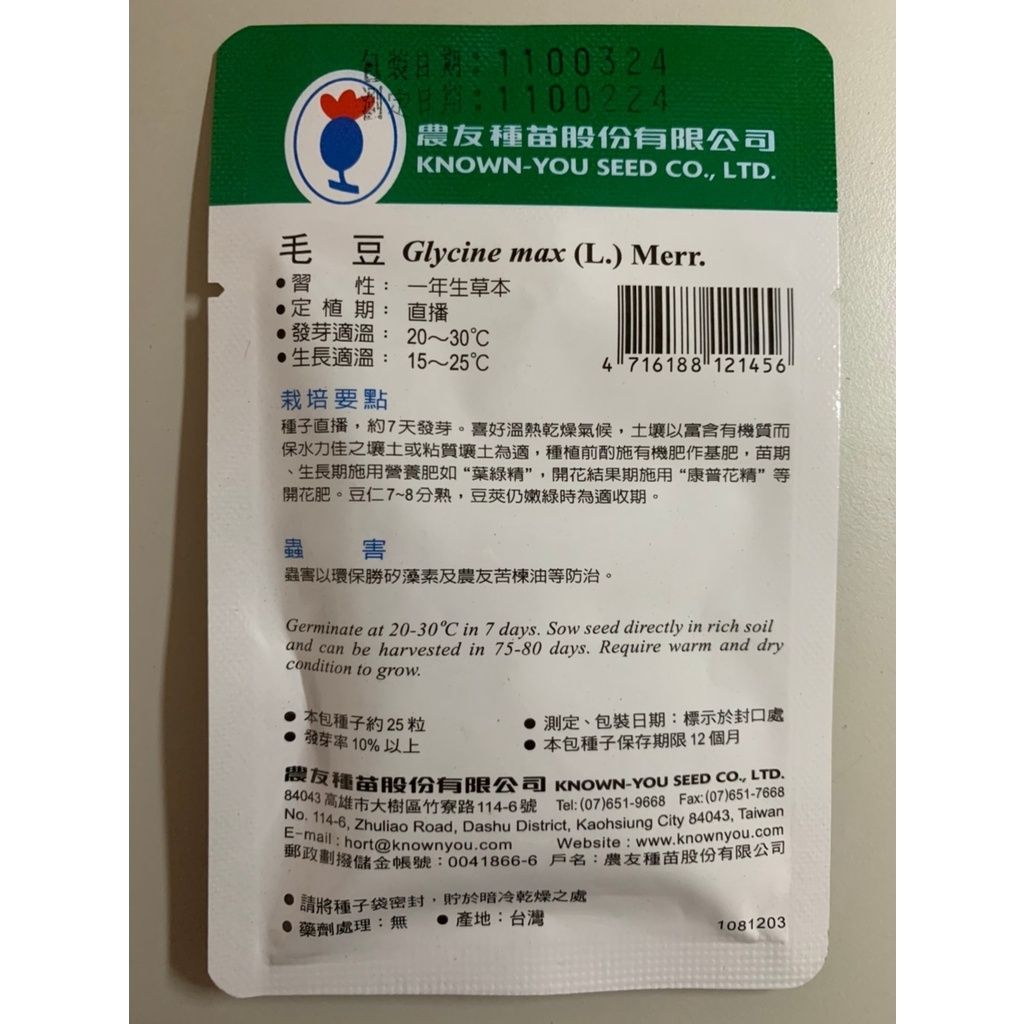 包裝日期：1100324
測定日期：1100224
農友種苗股份有限公司
KNOWN-YOU SEED CO., LTD.
毛 豆 Glycine max (L.) Merr.
●習 性：一年生草本
●定植期：直播
●發芽適溫：20～30℃
●生長適溫：15～25℃
4 716188 121456
栽培要點
種子直播，約7天發芽。喜好溫熱乾燥氣候，土壤以富含有機質而
保水力佳之壤土或粘質壤土為適，種植前酌施有機肥作基肥，苗期
、生長期施用營養肥如“葉綠精”，開花結果期施用“康普花精”等
開花肥。豆仁7~8分熟，豆莢仍嫩綠時為適收期。
蟲 害
蟲害以環保勝矽藻素及農友苦楝油等防治。
Germinate at 20-30℃ in 7 days. Sow seed directly in rich soil
and can be harvested in 75-80 days. Require warm and dry
condition to grow.
●本包種子約25粒 ●測定、包裝日期：標示於封口處
●發芽率10%以上 ●本包種子保存期限12個月
農友種苗股份有限公司 KNOWN-YOU SEED CO., LTD.
84043高雄市大樹區竹寮路114-6號 Tel:(07)651-9668 Fax:(07)651-7668
No. 114-6, Zhuliao Road, Dashu District, Kaohsiung City 84043, Taiwan
E-mail : hort@knownyou.com Website : www.knownyou.com
郵政劃撥儲金帳號：0041866-6 戶名：農友種苗股份有限公司
●請將種子袋密封，貯於暗冷乾燥之處
●藥劑處理：無 ●產地：台灣
1081203